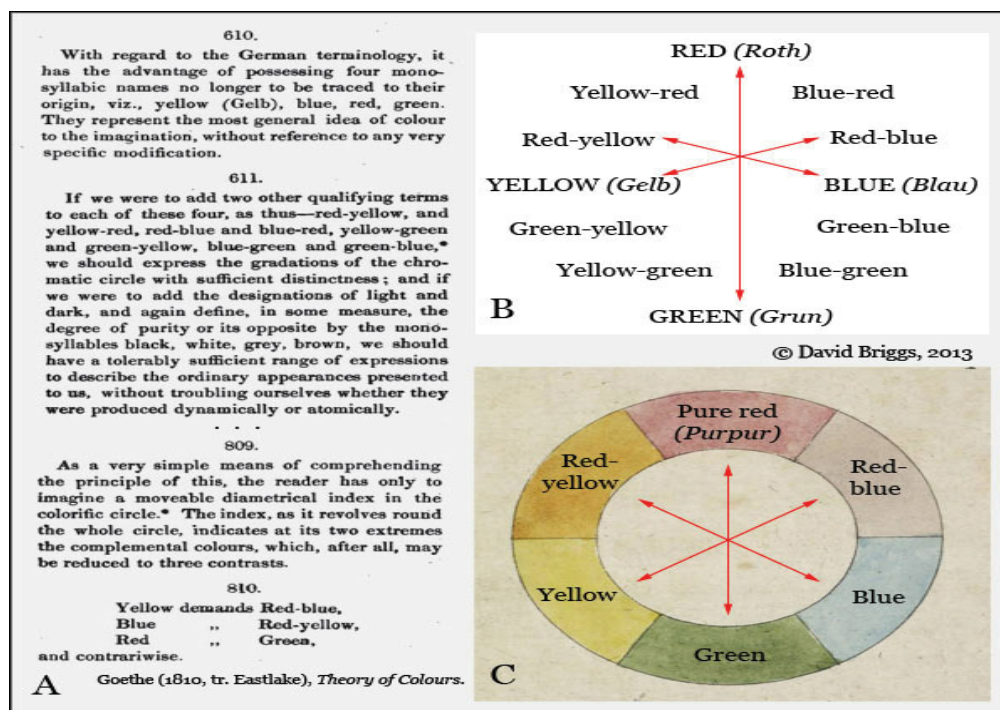 610.
With regard to the German terminology, it
has the advantage of possessing four mono-
syllabic names no longer to be traced to their
origin, viz., yellow (Gelb), blue, red, green.
They represent the most general idea of colour
to the imagination, without reference to any very
specific modification.
611.
If we were to add two other qualifying terms
to each of these four, as thus—red-yellow, and
yellow-red, red-blue and blue-red, yellow-green
and green-yellow, blue-green and green-blue,*
we should express the gradations of the chro-
matic circle with sufficient distinctness; and if
we were to add the designations of light and
dark, and again define, in some measure, the
degree of purity or its opposite by the mono-
syllables black, white, grey, brown, we should
have a tolerably sufficient range of expressions
to describe the ordinary appearances presented
to us, without troubling ourselves whether they
were produced dynamically or atomically.
. . .
809.
As a very simple means of comprehending
the principle of this, the reader has only to
imagine a moveable diametrical index in the
colorific circle.* The index, as it revolves round
the whole circle, indicates at its two extremes
the complemental colours, which, after all, may
be reduced to three contrasts.
810.
Yellow demands Red-blue,
Blue „ Red-yellow,
Red „ Green,
and contrariwise.
A Goethe (1810, tr. Eastlake), Theory of Colours.
RED (Roth)
Yellow-red Blue-red
Red-yellow Red-blue
YELLOW (Gelb) BLUE (Blau)
Green-yellow Green-blue
Yellow-green Blue-green
B GREEN (Grun)
© David Briggs, 2013
Pure red
(Purpur)
Red-
yellow
Red-
blue
Yellow Blue
Green
C